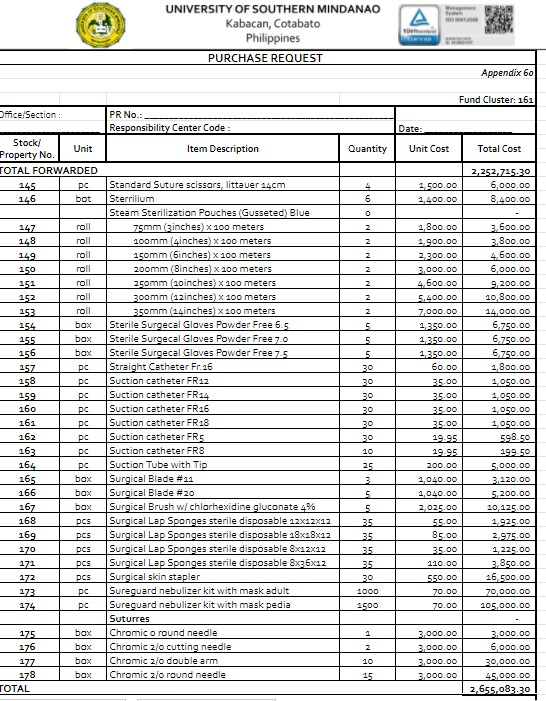 UNIVERSITY OF SOUTHERN MINDANAO
Kabacan, Cotabato
Philippines
PURCHASE REQUEST
Appendix 60
Fund Cluster: 161
Office/Section : PR No.:
Responsibility Center Code : Date:
Stock/ Property No. Unit Item Description Quantity Unit Cost Total Cost
TOTAL FORWARDED 2,252,715.30
145 pc Standard Suture scissors, littauer 14cm 4 1,500.00 6,000.00
146 bot Sterrilium 6 1,400.00 8,400.00
Steam Sterilization Pouches (Gusseted) Blue 0 -
147 roll 75mm (3inches) x 100 meters 2 1,800.00 3,600.00
148 roll 100mm (4inches) x 100 meters 2 1,900.00 3,800.00
149 roll 150mm (6inches) x 100 meters 2 2,300.00 4,600.00
150 roll 200mm (8inches) x 100 meters 2 3,000.00 6,000.00
151 roll 250mm (10inches) x 100 meters 2 4,600.00 9,200.00
152 roll 300mm (12inches) x 100 meters 2 5,400.00 10,800.00
153 roll 350mm (14inches) x 100 meters 2 7,000.00 14,000.00
154 box Sterile Surgecal Gloves Powder Free 6.5 5 1,350.00 6,750.00
155 box Sterile Surgecal Gloves Powder Free 7.0 5 1,350.00 6,750.00
156 box Sterile Surgecal Gloves Powder Free 7.5 5 1,350.00 6,750.00
157 pc Straight Catheter Fr.16 30 60.00 1,800.00
158 pc Suction catheter FR12 30 35.00 1,050.00
159 pc Suction catheter FR14 30 35.00 1,050.00
160 pc Suction catheter FR16 30 35.00 1,050.00
161 pc Suction catheter FR18 30 35.00 1,050.00
162 pc Suction catheter FR5 30 19.95 598.50
163 pc Suction catheter FR8 10 19.95 199.50
164 pc Suction Tube with Tip 25 200.00 5,000.00
165 box Surgical Blade #11 3 1,040.00 3,120.00
166 box Surgical Blade #20 5 1,040.00 5,200.00
167 box Surgical Brush w/ chlorhexidine gluconate 4% 5 2,025.00 10,125.00
168 pcs Surgical Lap Sponges sterile disposable 12x12x12 35 55.00 1,925.00
169 pcs Surgical Lap Sponges sterile disposable 18x18x12 35 85.00 2,975.00
170 pcs Surgical Lap Sponges sterile disposable 8x12x12 35 35.00 1,225.00
171 pcs Surgical Lap Sponges sterile disposable 8x36x12 35 110.00 3,850.00
172 pcs Surgical skin stapler 30 550.00 16,500.00
173 pc Sureguard nebulizer kit with mask adult 1000 70.00 70,000.00
174 pc Sureguard nebulizer kit with mask pedia 1500 70.00 105,000.00
Suturres -
175 box Chromic 0 round needle 1 3,000.00 3,000.00
176 box Chromic 2/0 cutting needle 2 3,000.00 6,000.00
177 box Chromic 2/0 double arm 10 3,000.00 30,000.00
178 box Chromic 2/0 round needle 15 3,000.00 45,000.00
TOTAL 2,655,083.30